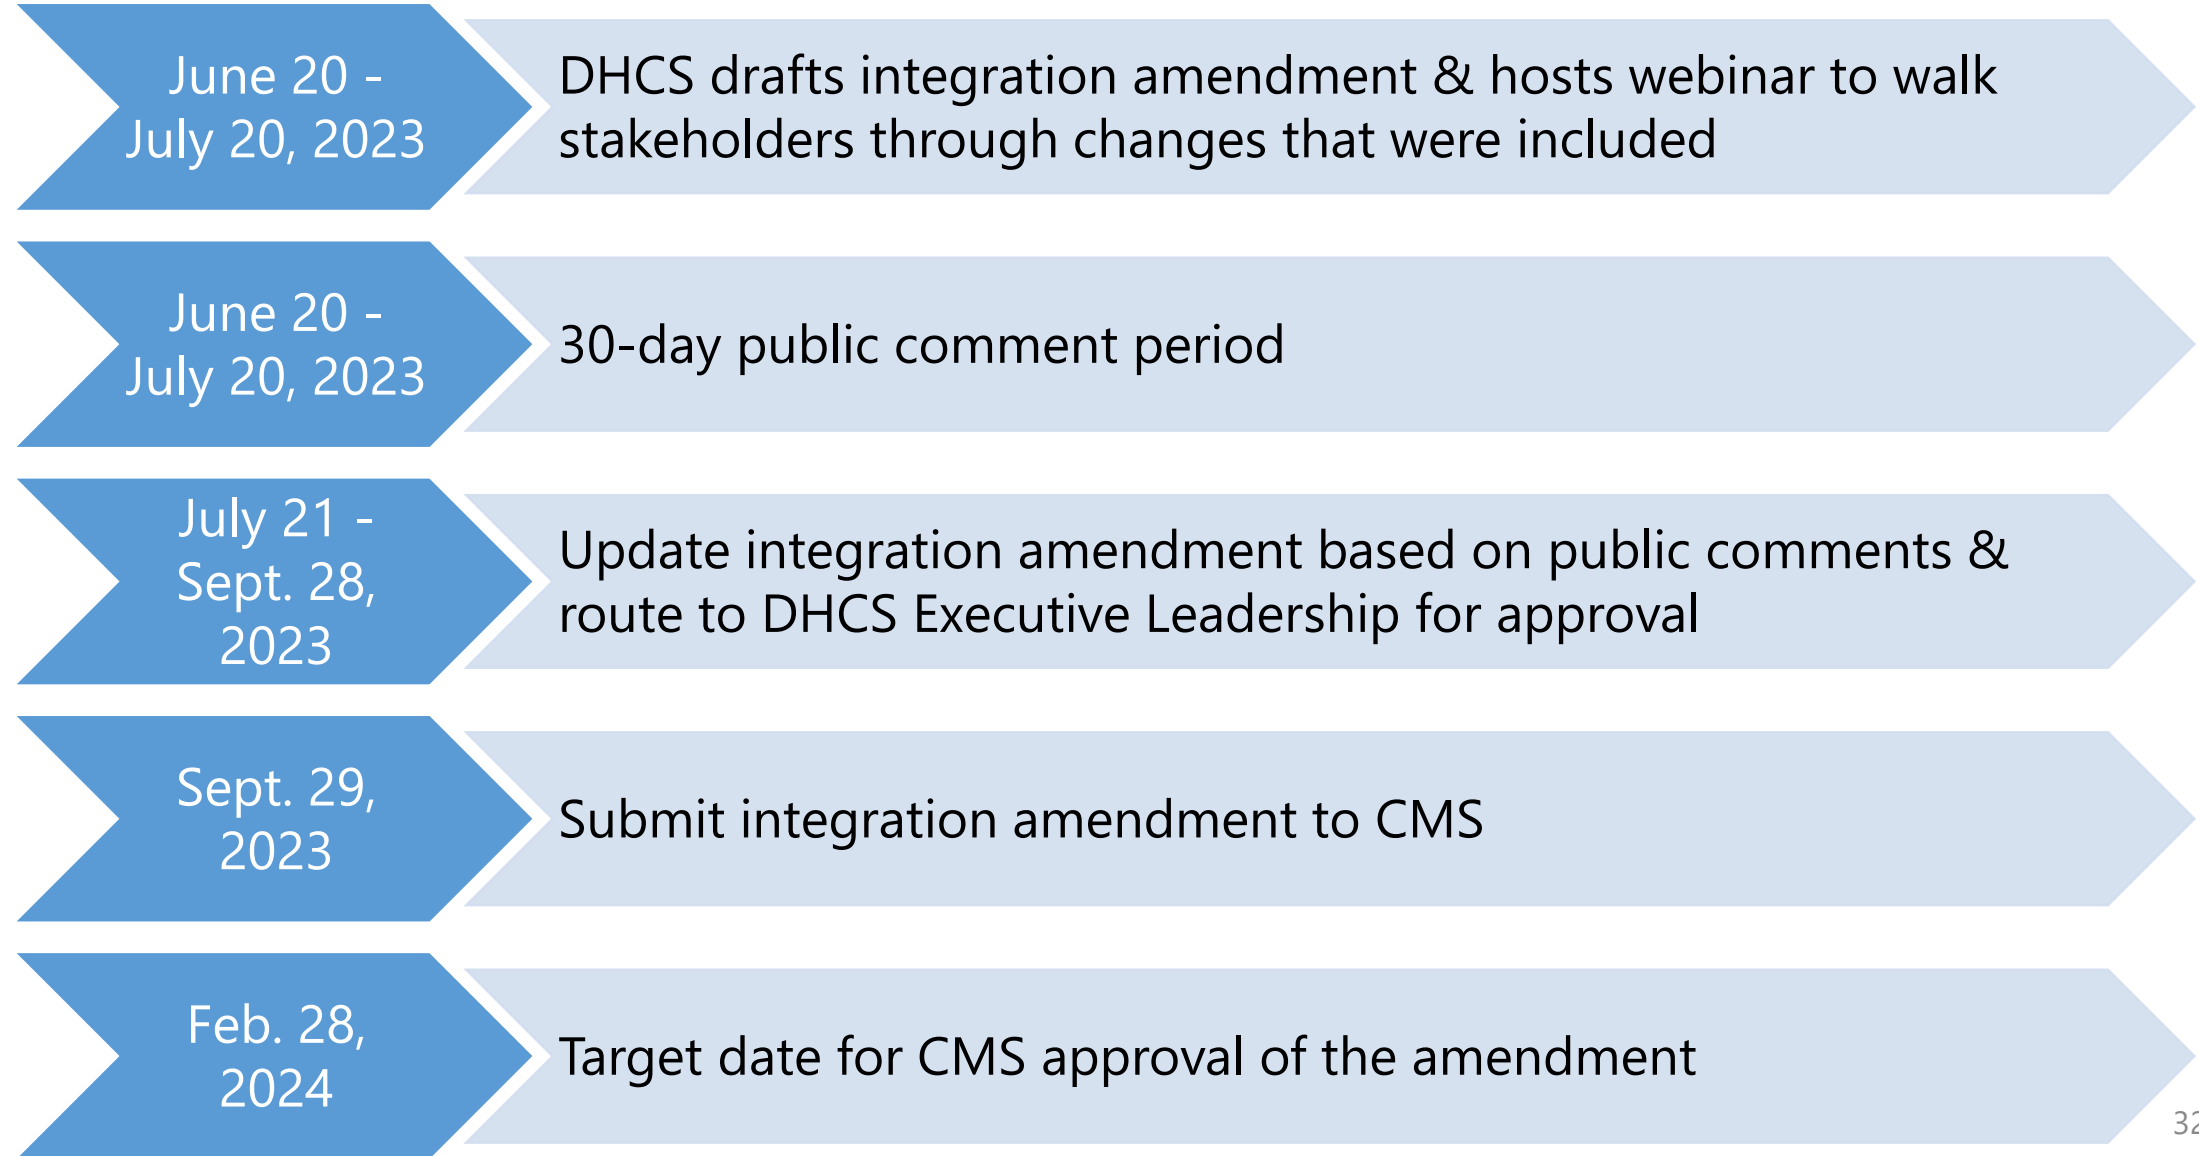 June 20 -
July 20, 2023
DHCS drafts integration amendment & hosts webinar to walk
stakeholders through changes that were included
June 20 -
July 20, 2023
30-day public comment period
July 21 -
Sept. 28,
2023
Update integration amendment based on public comments &
route to DHCS Executive Leadership for approval
Sept. 29,
2023
Submit integration amendment to CMS
Feb. 28,
2024
Target date for CMS approval of the amendment
32